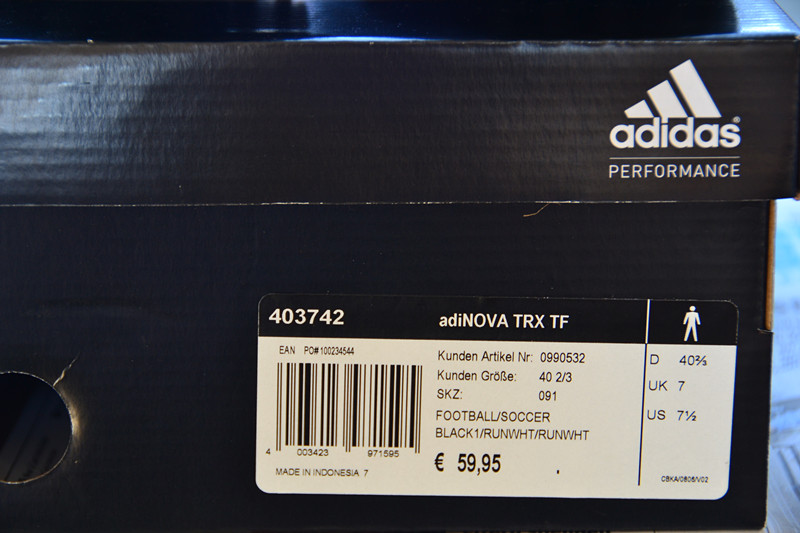 adidas®
PERFORMANCE
403742 adiNOVA TRX TF
EAN PO#100234544
4 003423 971595
MADE IN INDONESIA 7
Kunden Artikel Nr: 0990532
Kunden Größe: 40 2/3
SKZ: 091
FOOTBALL/SOCCER
BLACK1/RUNWHT/RUNWHT
€ 59,95
D 40⅔
UK 7
US 7½
CBKA/0806/V02